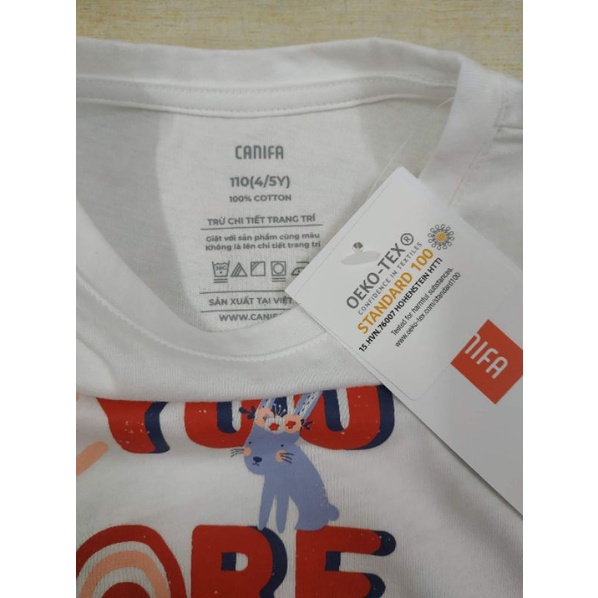 CANIFA
110(4/5Y)
100% COTTON
TRỪ CHI TIẾT TRANG TRÍ
Giặt với sản phẩm cùng màu
Không là lên chi tiết trang trí
SẢN XUẤT TẠI VIỆT
WWW.CANIF
OEKO-TEX®
CONFIDENCE IN TEXTILES
STANDARD 100
15.HVN.76007 HOHENSTEIN HTTI
Tested for harmful substances.
www.oeko-tex.com/standard100
NIFA
YOU